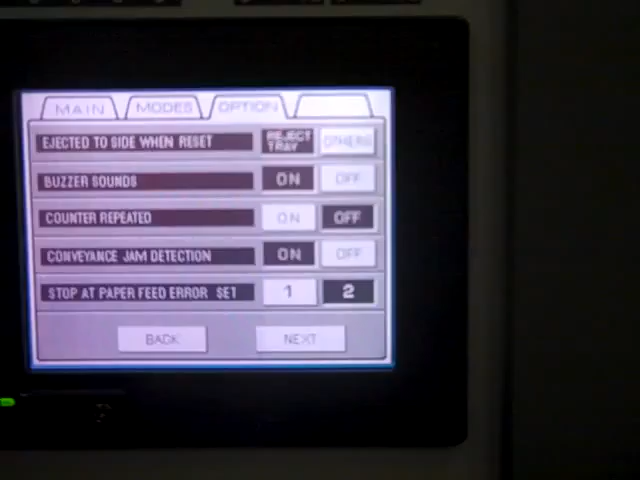 MAIN MODES OPTION
EJECTED TO SIDE WHEN RESET REJECT TRAY OTHERS
BUZZER SOUNDS ON OFF
COUNTER REPEATED ON OFF
CONVEYANCE JAM DETECTION ON OFF
STOP AT PAPER FEED ERROR SET 1 2
BACK NEXT